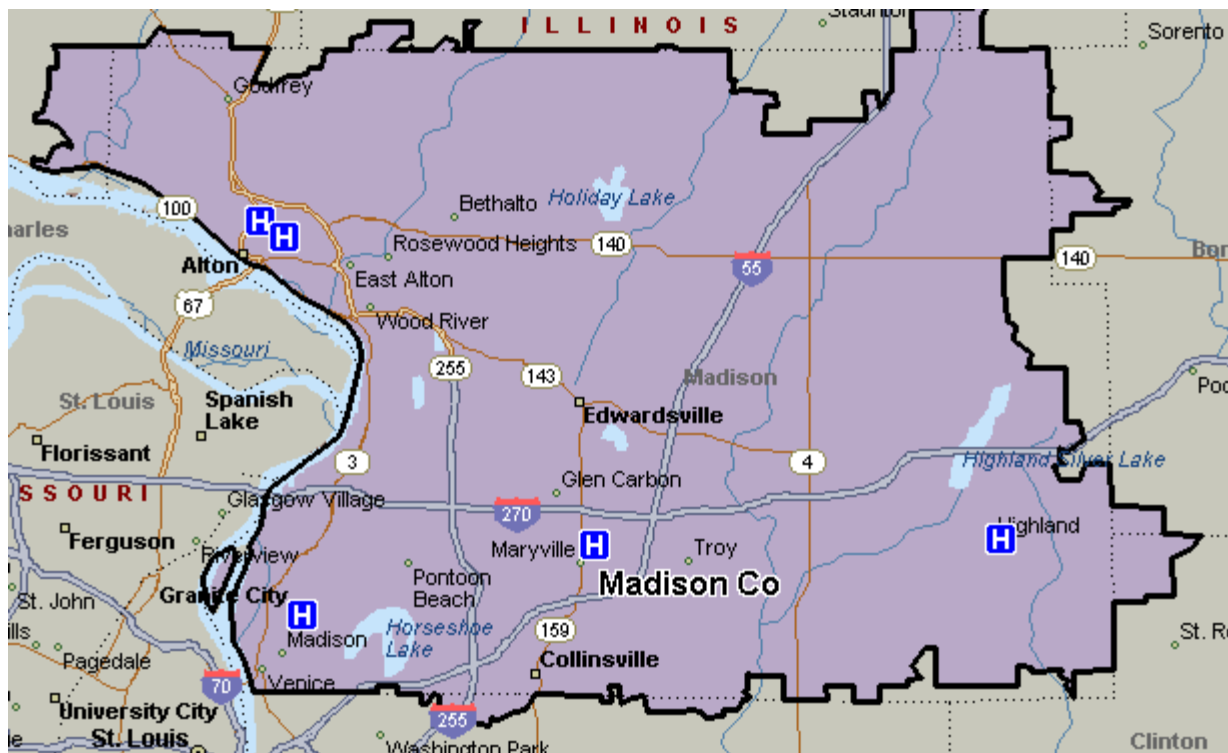 ILLINOIS
Staunton
Sorento
Godfrey
100
Bethalto
Holiday Lake
arles
Rosewood Heights
140
140
Alton
East Alton
55
67
Wood River
Missouri
255
143
Madison
St. Louis
Spanish
Lake
Edwardsville
Florissant
3
4
Highland Silver Lake
SSOURI
Glasgow Village
Glen Carbon
270
Ferguson
Riverview
Maryville
H
H
H
H
H
Highland
Troy
Granite City
Pontoon
Beach
Madison Co
St. John
Madison
Horseshoe
Lake
159
Pagedale
Collinsville
70
Venice
University City
255
St. Louis
Washington Park
Clinton